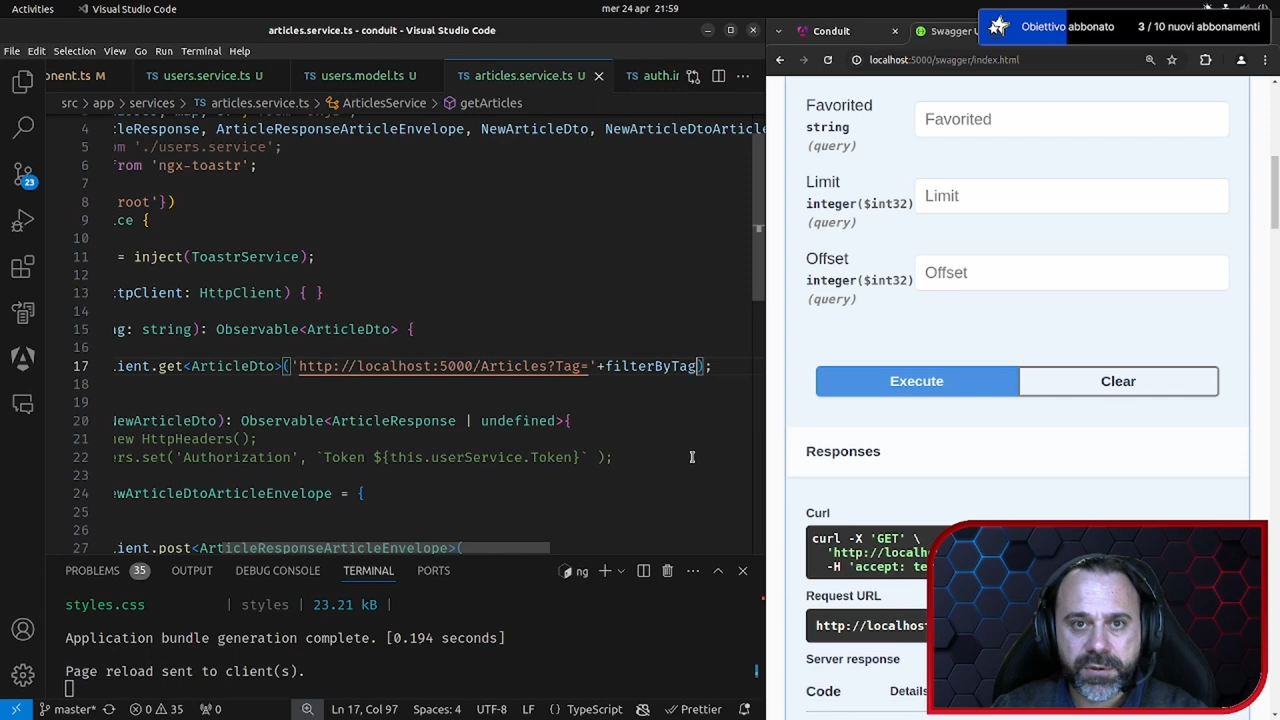 Activities
Visual Studio Code
mer 24 apr 21:59
articles.service.ts - conduit - Visual Studio Code
File Edit Selection View Go Run Terminal Help
onent.ts M
TS users.service.ts U
TS users.model.ts U
TS articles.service.ts U
TS auth.in
src > app > services > TS articles.service.ts > ArticlesService > getArticles
4 cleResponse, ArticleResponseArticleEnvelope, NewArticleDto, NewArticleDtoArticle
5 om './users.service';
6 rom 'ngx-toastr';
7
8 root'})
9 ce {
10
11 = inject(ToastrService);
12
13 tpClient: HttpClient) { }
14
15 ag: string): Observable<ArticleDto> {
16
17 ient.get<ArticleDto>('http://localhost:5000/Articles?Tag='+filterByTag);
18
19
20 ewArticleDto): Observable<ArticleResponse | undefined>{
21 new HttpHeaders();
22 rs.set('Authorization', `Token ${this.userService.Token}` );
23
24 ewArticleDtoArticleEnvelope = {
25
26
27 ient.post<ArticleResponseArticleEnvelope>(
PROBLEMS 35 OUTPUT DEBUG CONSOLE TERMINAL PORTS
ng
styles.css | styles | 23.21 kB |
Application bundle generation complete. [0.194 seconds]
Page reload sent to client(s).
23
master* 0 35 0 Ln 17, Col 97 Spaces: 4 UTF-8 LF {} TypeScript Prettier
Conduit
Swagger U
Obiettivo abbonato 3 / 10 nuovi abbonamenti
localhost:5000/swagger/index.html
Favorited
string
(query)
Favorited
Limit
integer($int32)
(query)
Limit
Offset
integer($int32)
(query)
Offset
Execute Clear
Responses
Curl
curl -X 'GET' \
'http://localho
-H 'accept: te
Request URL
http://localhost
Server response
Code Details